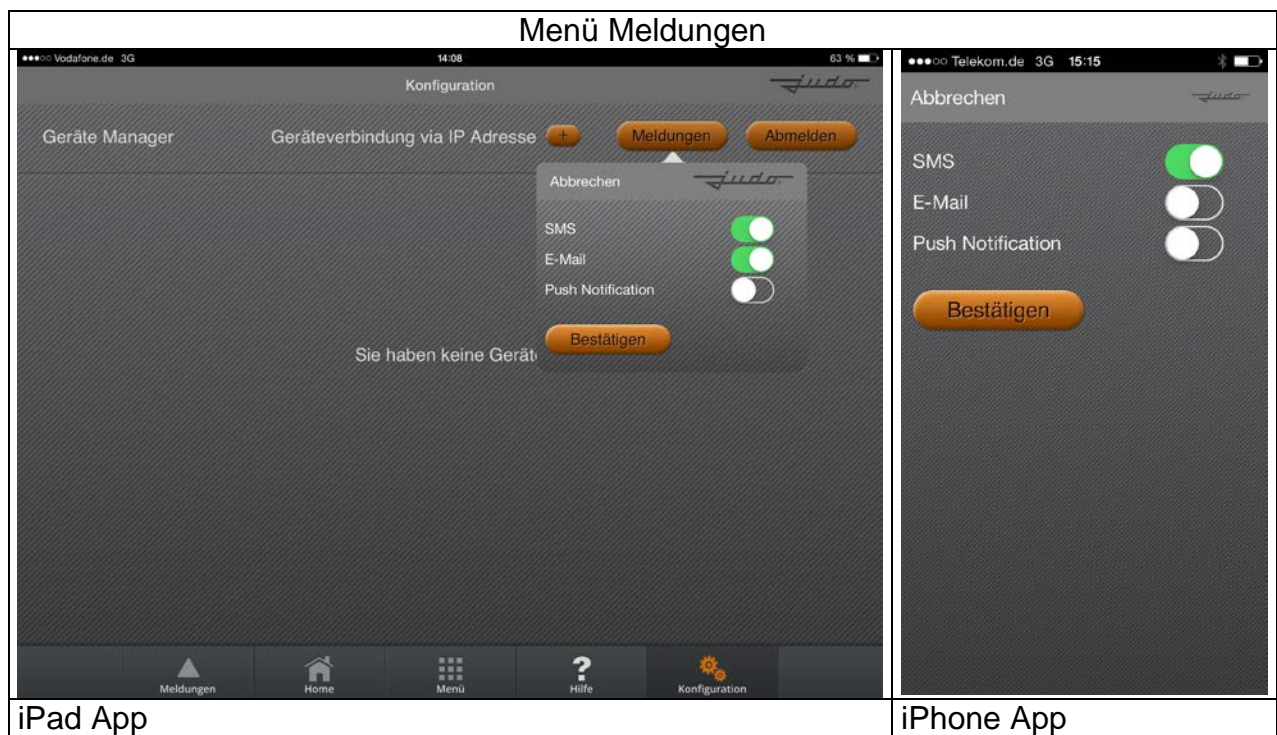 Menü Meldungen
Vodafone.de 3G 14:08 63 %
Konfiguration judo
Geräte Manager Geräteverbindung via IP Adresse + Meldungen Abmelden
Abbrechen judo
SMS
E-Mail
Push Notification
Bestätigen
Sie haben keine Gerät
Meldungen Home Menü Hilfe Konfiguration
iPad App
Telekom.de 3G 15:15
Abbrechen judo
SMS
E-Mail
Push Notification
Bestätigen
iPhone App